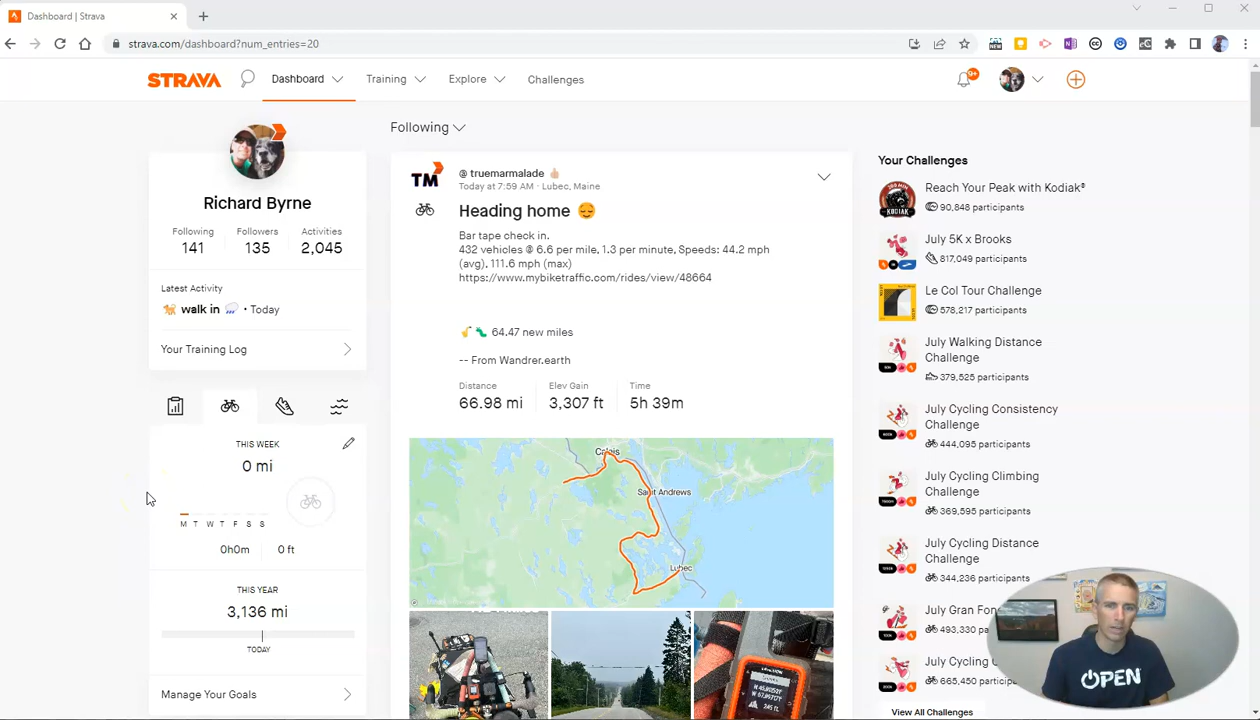 Dashboard | Strava
strava.com/dashboard?num_entries=20
STRAVA
Dashboard
Training
Explore
Challenges
9+
Following
Richard Byrne
Following
Followers
Activities
141
135
2,045
Latest Activity
walk in
• Today
Your Training Log
THIS WEEK
0 mi
M T W T F S S
0h0m
0 ft
THIS YEAR
3,136 mi
TODAY
Manage Your Goals
TM
@ truemarmalade
Today at 7:59 AM · Lubec, Maine
Heading home
Bar tape check in.
432 vehicles @ 6.6 per mile, 1.3 per minute, Speeds: 44.2 mph
(avg), 111.6 mph (max)
https://www.mybiketraffic.com/rides/view/48664
64.47 new miles
-- From Wandrer.earth
Distance
Elev Gain
Time
66.98 mi
3,307 ft
5h 39m
Calais
Saint Andrews
Lubec
Your Challenges
Reach Your Peak with Kodiak®
90,848 participants
July 5K x Brooks
817,049 participants
Le Col Tour Challenge
578,217 participants
July Walking Distance
Challenge
379,525 participants
July Cycling Consistency
Challenge
444,095 participants
July Cycling Climbing
Challenge
369,595 participants
July Cycling Distance
Challenge
344,236 participants
July Gran Fon
493,330
July Cycling
665,450 participants
View All Challenges
OPEN